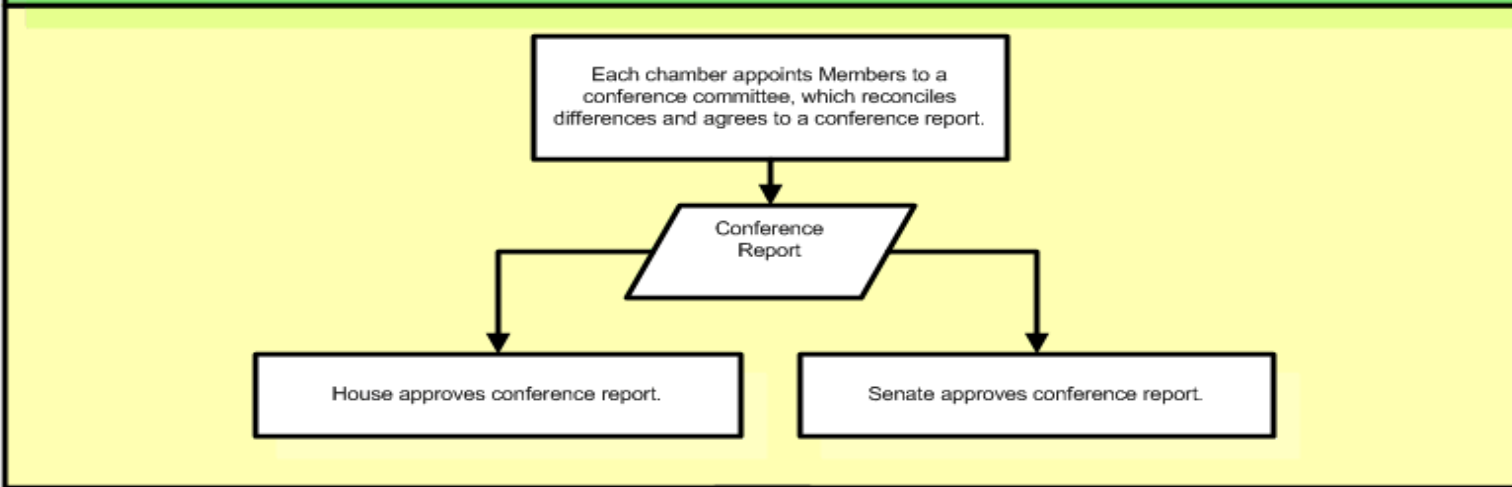 Each chamber appoints Members to a
conference committee, which reconciles
differences and agrees to a conference report.
Conference
Report
House approves conference report.
Senate approves conference report.